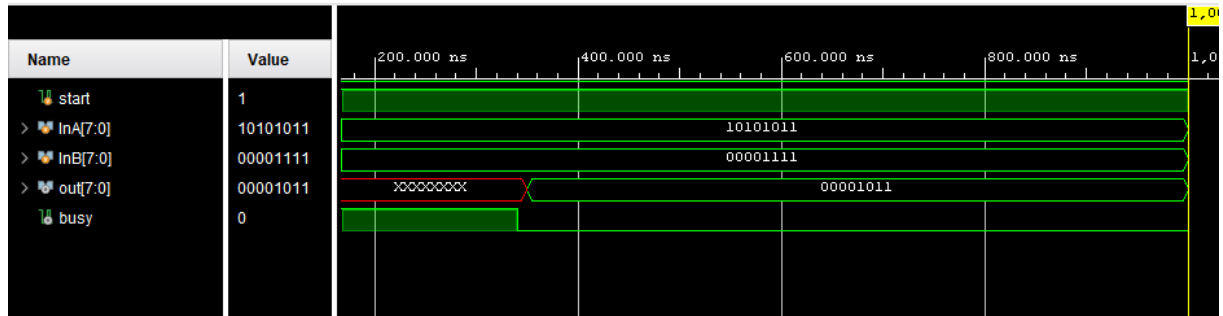 1,00
Name Value 200.000 ns 400.000 ns 600.000 ns 800.000 ns 1,0
start 1
InA[7:0] 10101011 10101011
InB[7:0] 00001111 00001111
out[7:0] 00001011 XXXXXXXX 00001011
busy 0